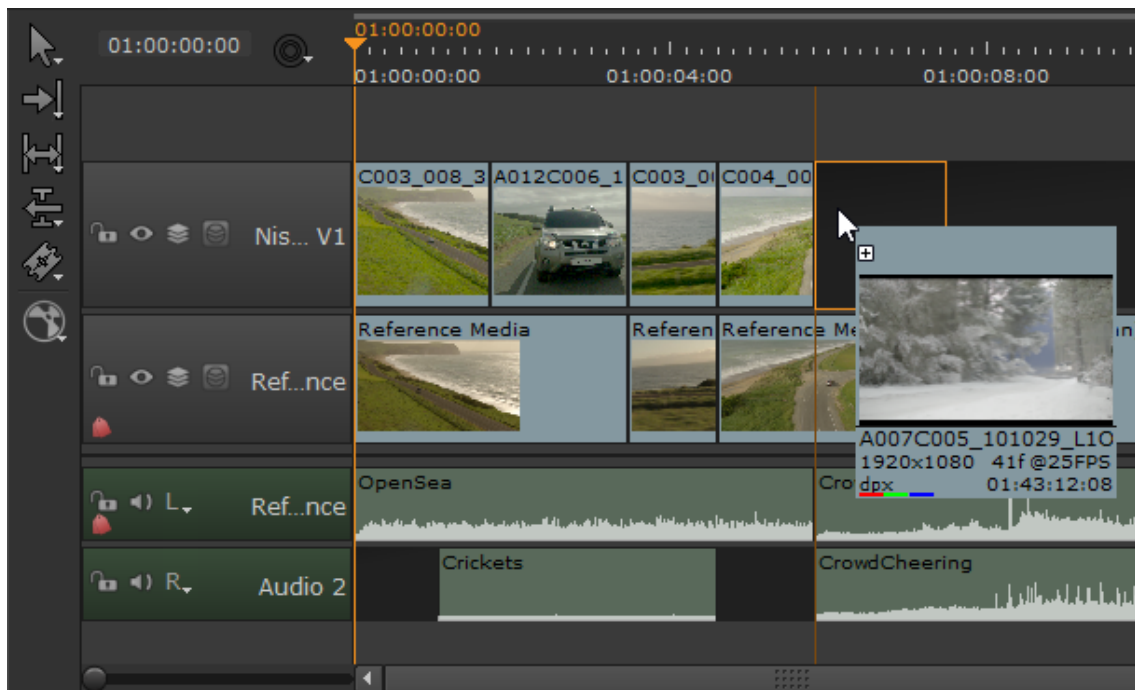 01:00:00:00
01:00:00:00
01:00:00:00 01:00:04:00 01:00:08:00
Nis... V1
C003_008_3 A012C006_1 C003_0 C004_00
Ref...nce
Reference Media Referen Reference Me
A007C005_101029_L1O
1920x1080 41f@25FPS
dpx 01:43:12:08
L Ref...nce
OpenSea Cro
R Audio 2
Crickets CrowdCheering